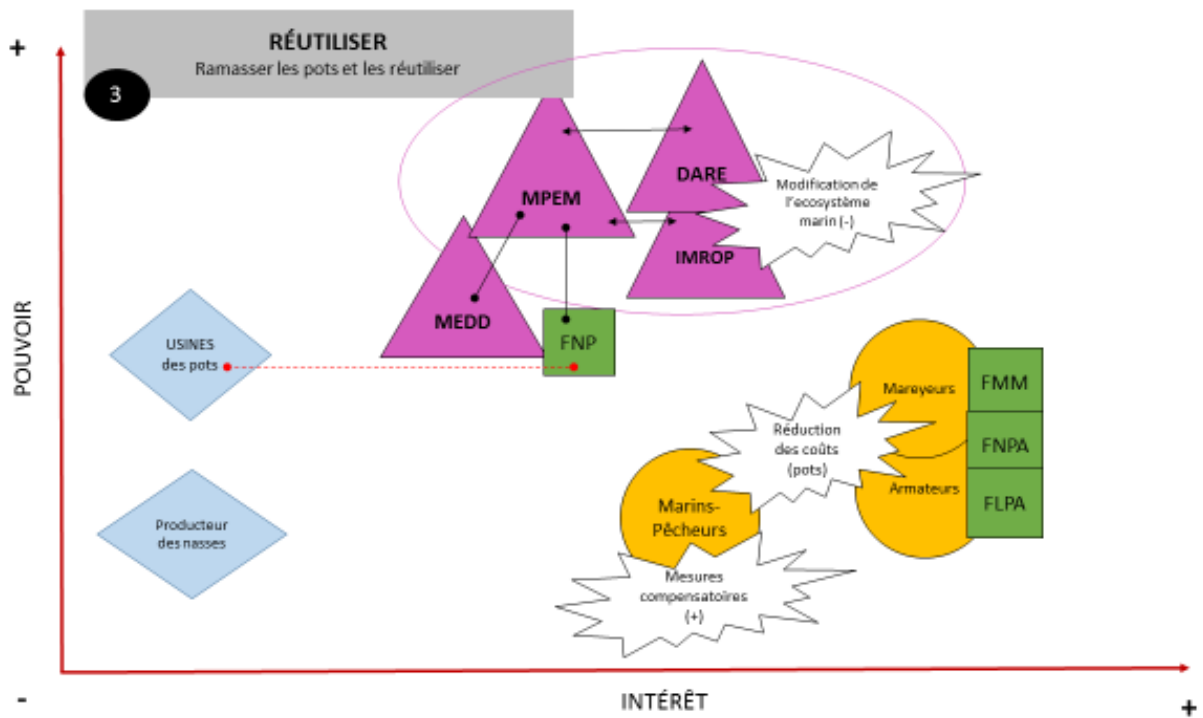 +
RÉUTILISER
Ramasser les pots et les réutiliser
3
DARE
MPEM
Modification de
l'ecosystème
marin (-)
IMROP
MEDD
FNP
USINES
des pots
POUVOIR
Mareyeurs
FMM
Réduction
des coûts
(pots)
FNPA
Armateurs
FLPA
Marins-
Pêcheurs
Producteur
des nasses
Mesures
compensatoires
(+)
-
INTÉRÊT
+